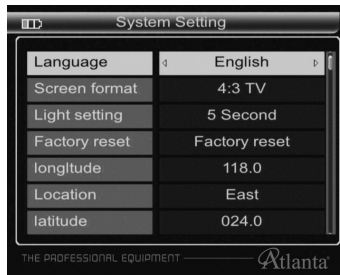 System Setting
Language English
Screen format 4:3 TV
Light setting 5 Second
Factory reset Factory reset
longltude 118.0
Location East
latitude 024.0
THE PROFESSIONAL EQUIPMENT Atlanta